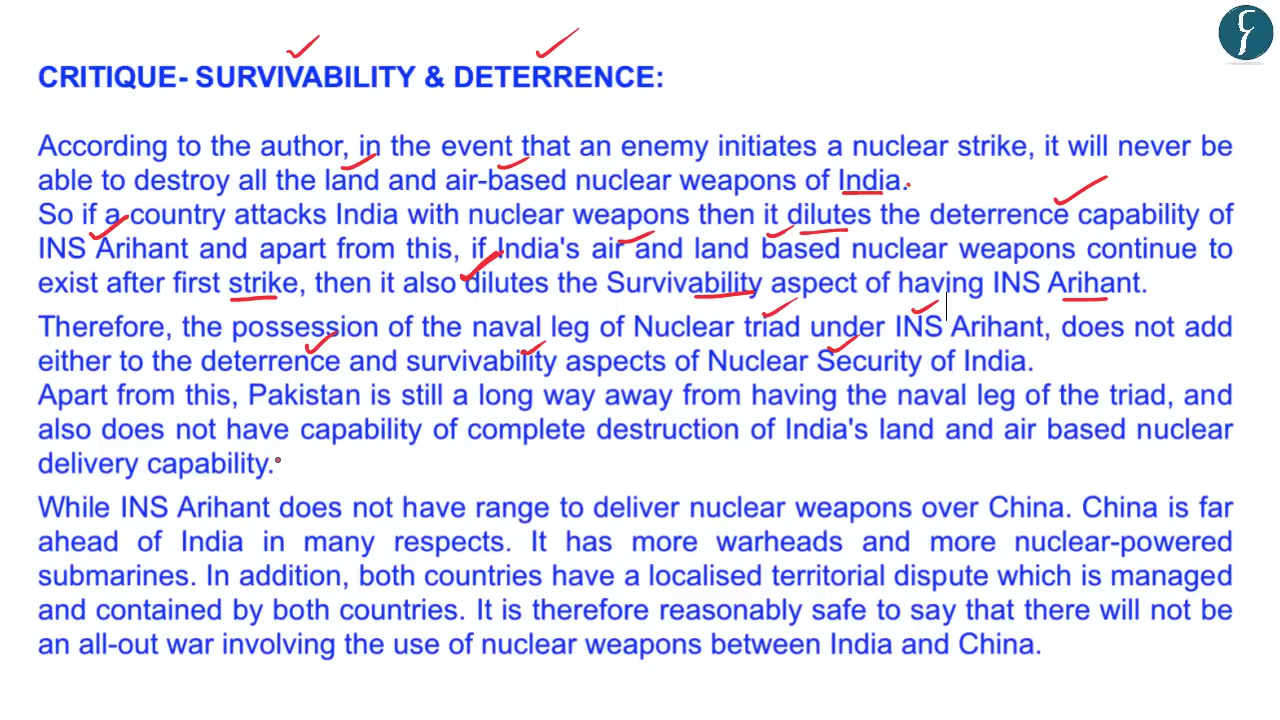 CRITIQUE- SURVIVABILITY & DETERRENCE:
According to the author, in the event that an enemy initiates a nuclear strike, it will never be
able to destroy all the land and air-based nuclear weapons of India.
So if a country attacks India with nuclear weapons then it dilutes the deterrence capability of
INS Arihant and apart from this, if India's air and land based nuclear weapons continue to
exist after first strike, then it also dilutes the Survivability aspect of having INS Arihant.
Therefore, the possession of the naval leg of Nuclear triad under INS Arihant, does not add
either to the deterrence and survivability aspects of Nuclear Security of India.
Apart from this, Pakistan is still a long way away from having the naval leg of the triad, and
also does not have capability of complete destruction of India's land and air based nuclear
delivery capability.
While INS Arihant does not have range to deliver nuclear weapons over China. China is far
ahead of India in many respects. It has more warheads and more nuclear-powered
submarines. In addition, both countries have a localised territorial dispute which is managed
and contained by both countries. It is therefore reasonably safe to say that there will not be
an all-out war involving the use of nuclear weapons between India and China.